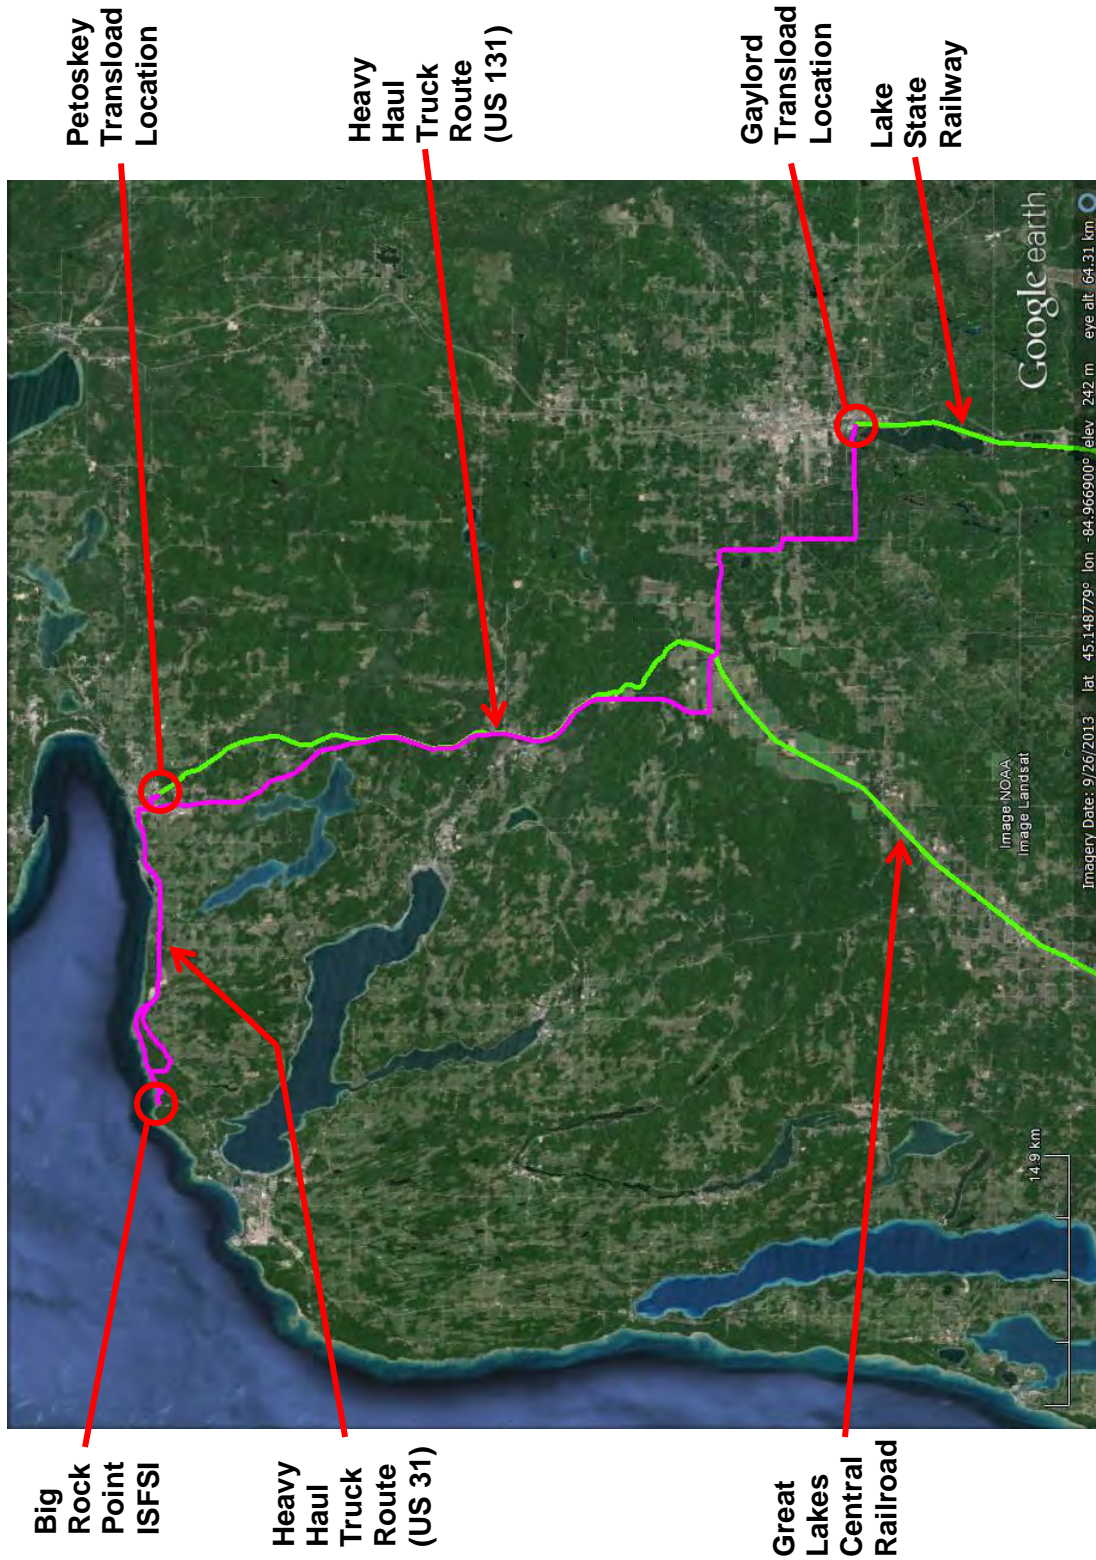 Big
Rock
Point
ISFSI
Heavy
Haul
Truck
Route
(US 31)
Great
Lakes
Central
Railroad
Petoskey
Transload
Location
Heavy
Haul
Truck
Route
(US 131)
Gaylord
Transload
Location
Lake
State
Railway
14.9 km
Image NOAA
Image Landsat
Google earth
Imagery Date: 9/26/2013 lat 45.148779° lon -84.966900° elev 242 m eye alt 64.31 km